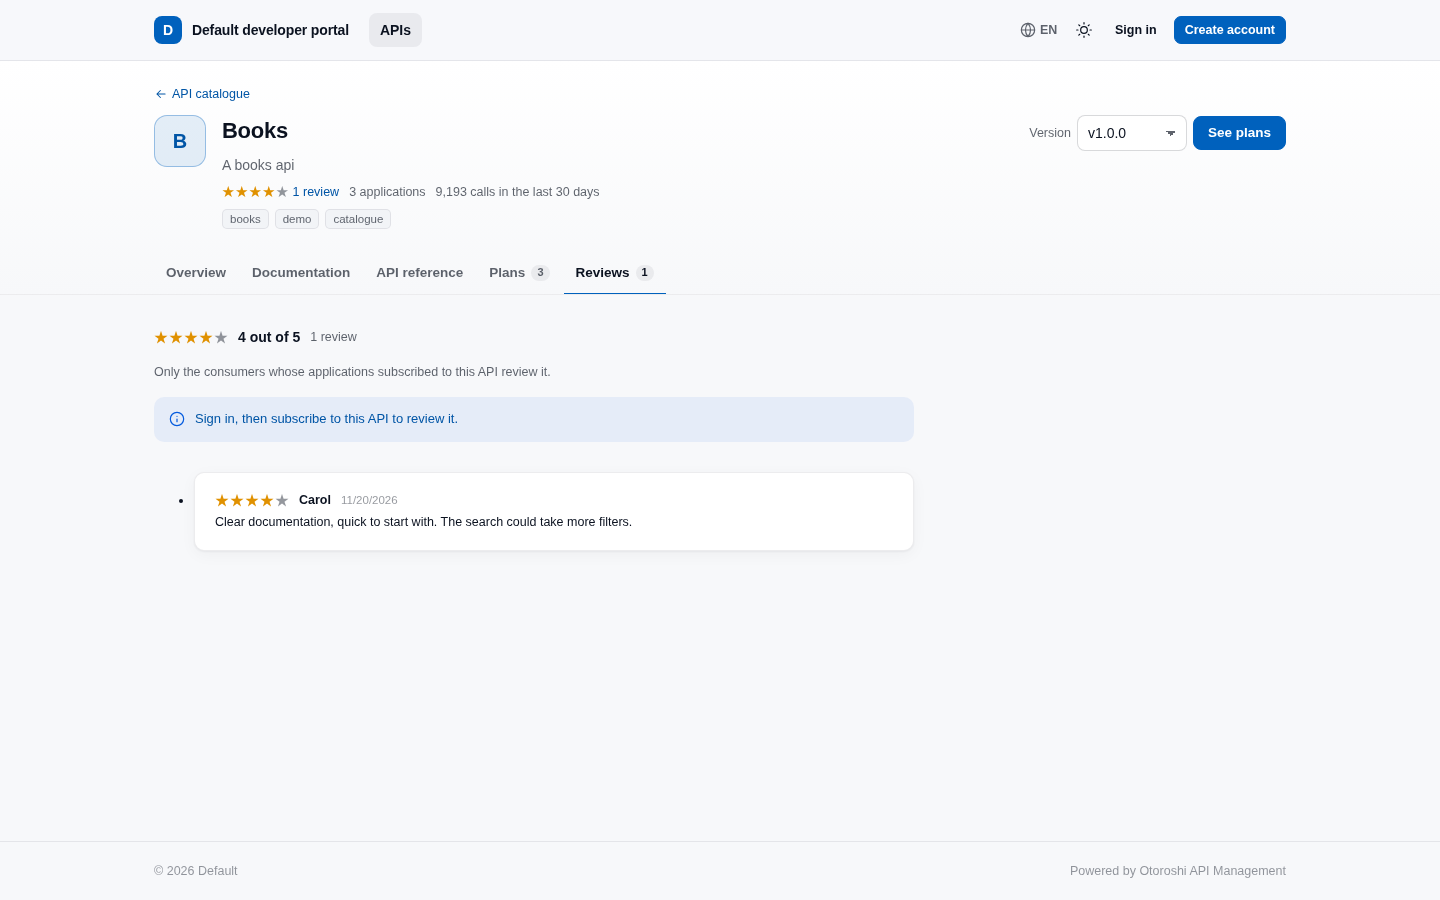 D Default developer portal APIs EN Sign in Create account
API catalogue
B Books Version v1.0.0 See plans
A books api
1 review 3 applications 9,193 calls in the last 30 days
books demo catalogue
Overview Documentation API reference Plans 3 Reviews 1
4 out of 5 1 review
Only the consumers whose applications subscribed to this API review it.
Sign in, then subscribe to this API to review it.
Carol 11/20/2026
Clear documentation, quick to start with. The search could take more filters.
© 2026 Default Powered by Otoroshi API Management